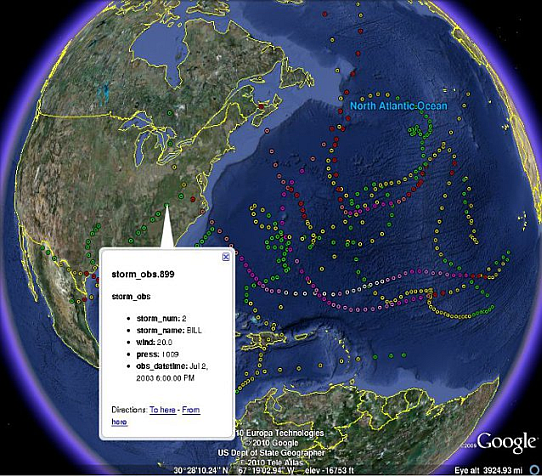 North Atlantic Ocean
storm_obs.899
storm_obs
storm_num: 2
storm_name: BILL
wind: 20.0
press: 1009
obs_datetime: Jul 2,
2003 6:00:00 PM
Directions: To here - From
here
10 Europa Technologies
©2010 Google
US Dept of State Geographer
©2010 Tele Atlas
©2009 Google
30°28'10.24" N 67°19'02.94" W elev -16753 ft
Eye alt 3924.93 mi